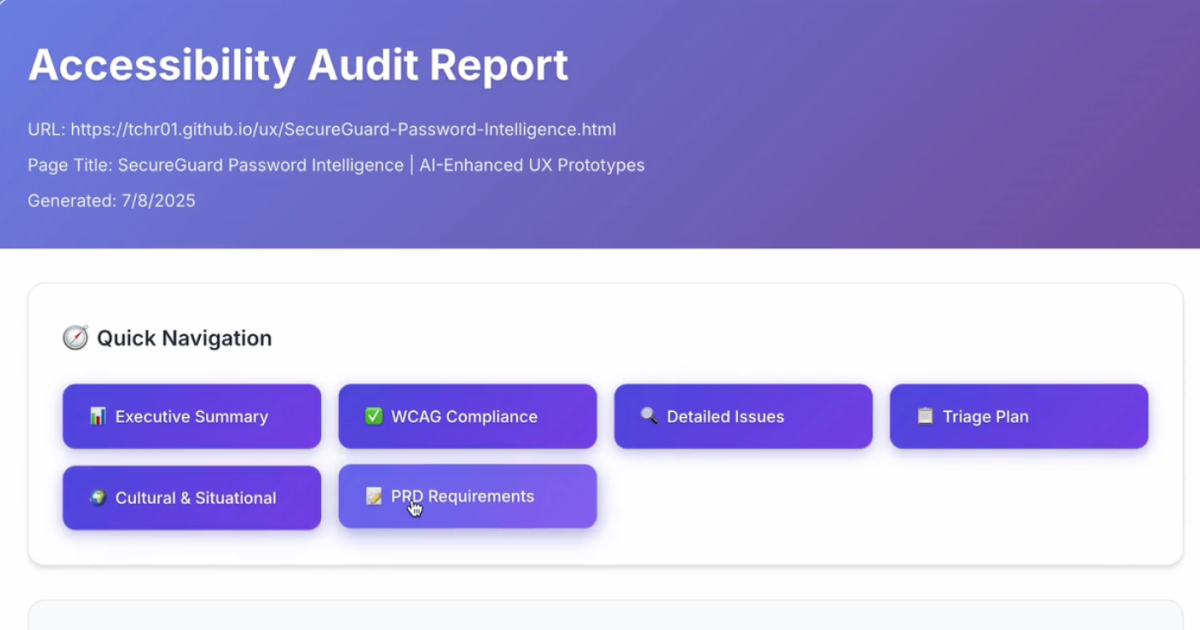 Accessibility Audit Report
URL: https://tchr01.github.io/ux/SecureGuard-Password-Intelligence.html
Page Title: SecureGuard Password Intelligence | AI-Enhanced UX Prototypes
Generated: 7/8/2025
Quick Navigation
Executive Summary
WCAG Compliance
Detailed Issues
Triage Plan
Cultural & Situational
PRD Requirements